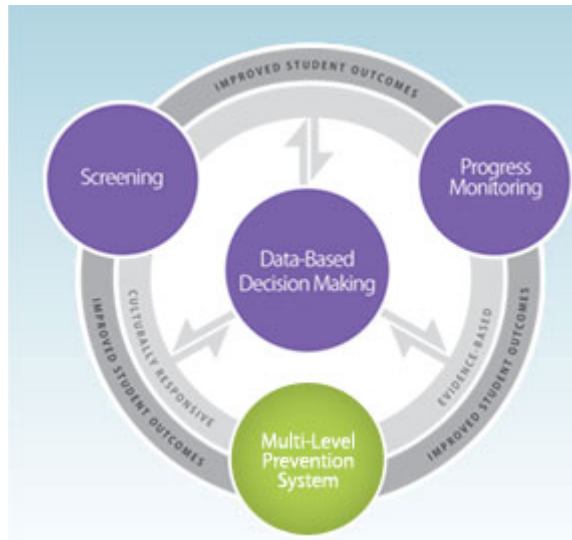 IMPROVED STUDENT OUTCOMES
Screening
Progress
Monitoring
Data-Based
Decision Making
CULTURALLY RESPONSIVE
EVIDENCE-BASED
IMPROVED STUDENT OUTCOMES
IMPROVED STUDENT OUTCOMES
Multi-Level
Prevention
System